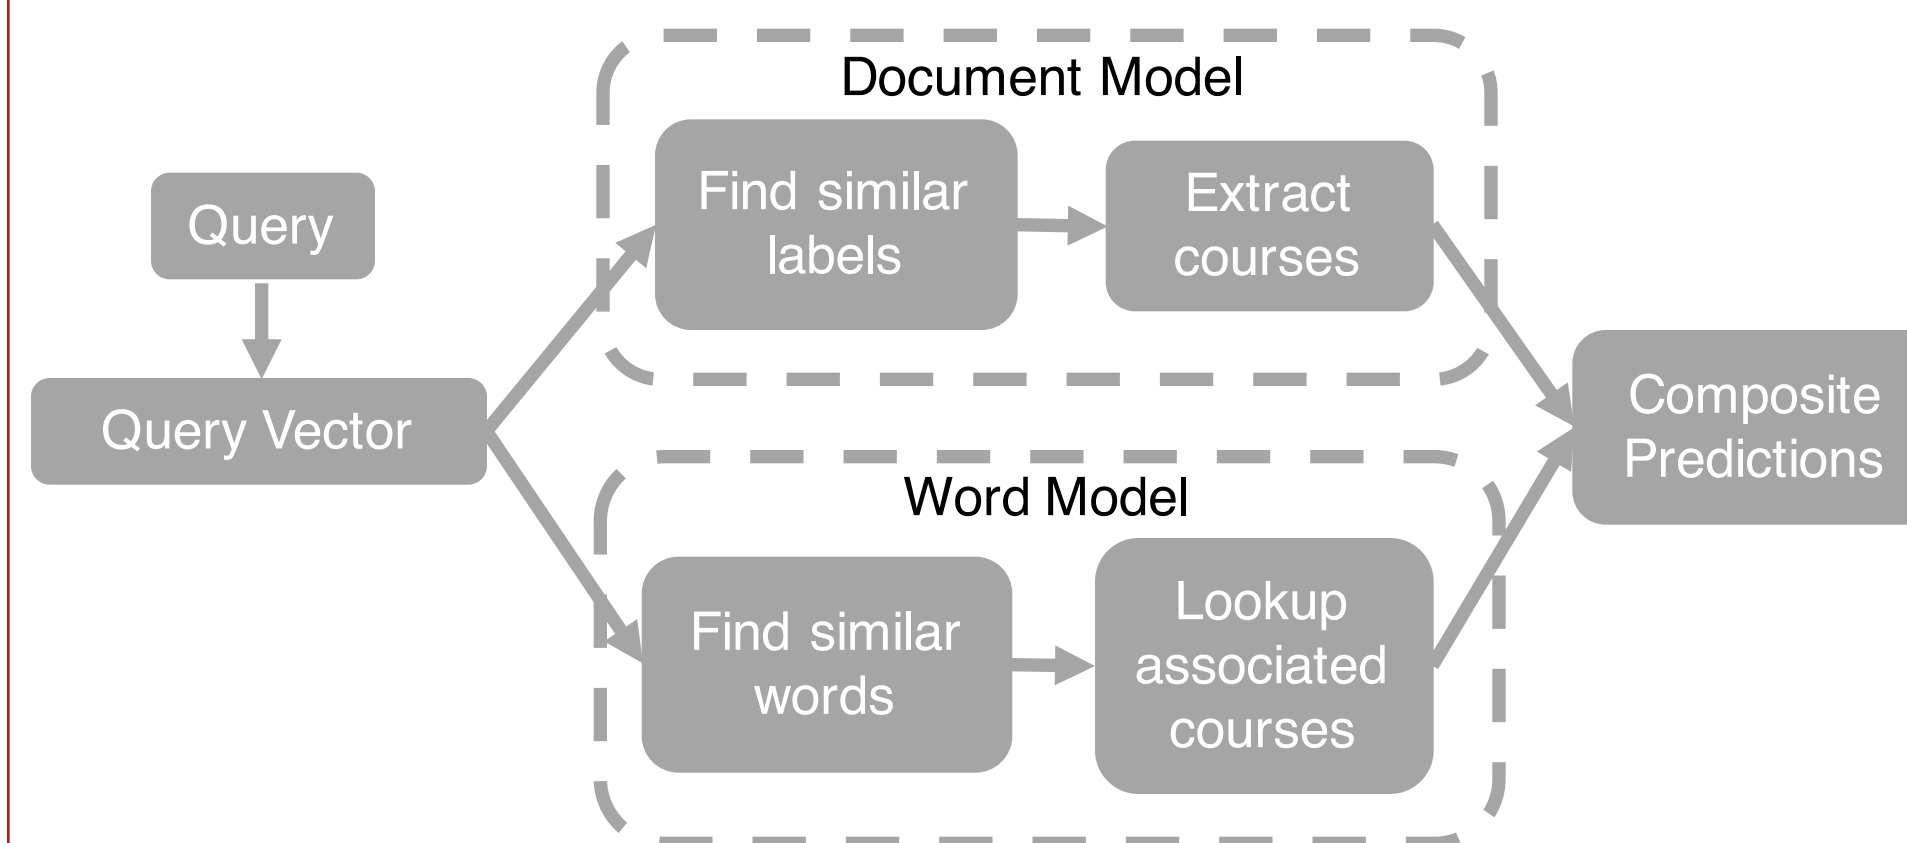 Query
Query Vector
Document Model
Find similar
labels
Extract
courses
Word Model
Find similar
words
Lookup
associated
courses
Composite
Predictions